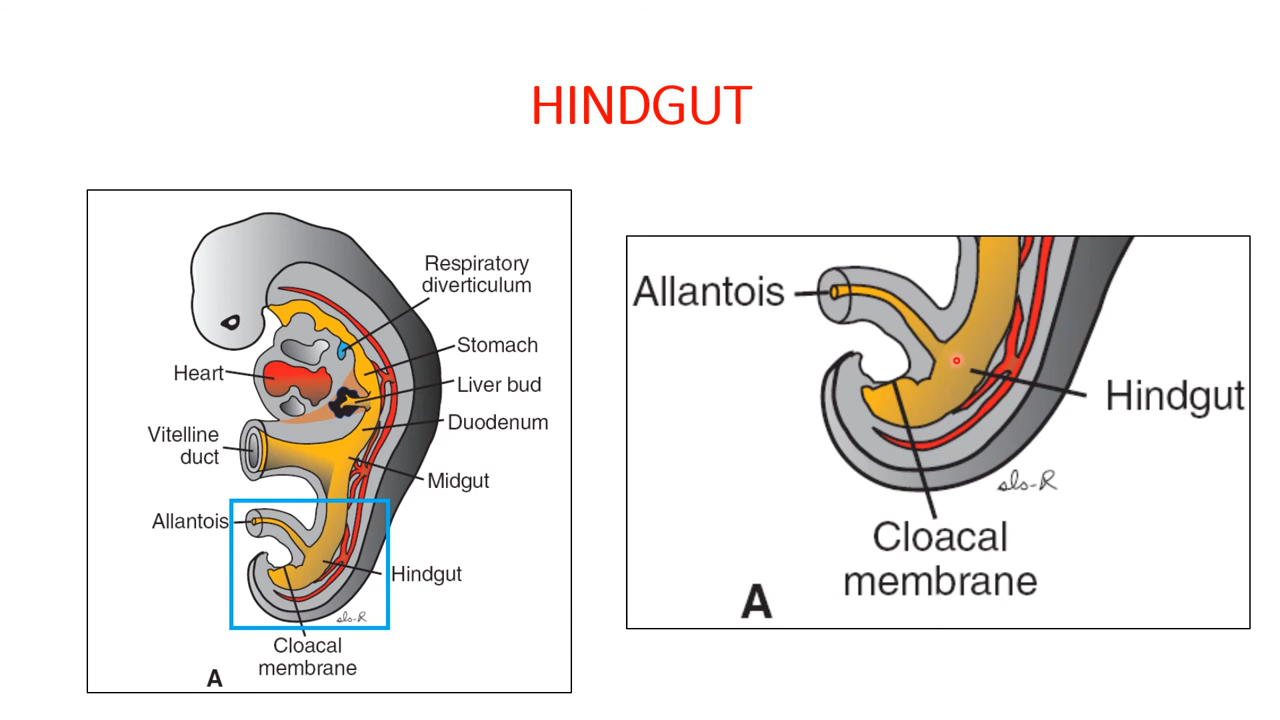 HINDGUT
Respiratory
diverticulum
Stomach
Heart
Liver bud
Duodenum
Vitelline
duct
Midgut
Allantois
Hindgut
sls-R
Cloacal
membrane
A
Allantois
Hindgut
sls-R
Cloacal
membrane
A